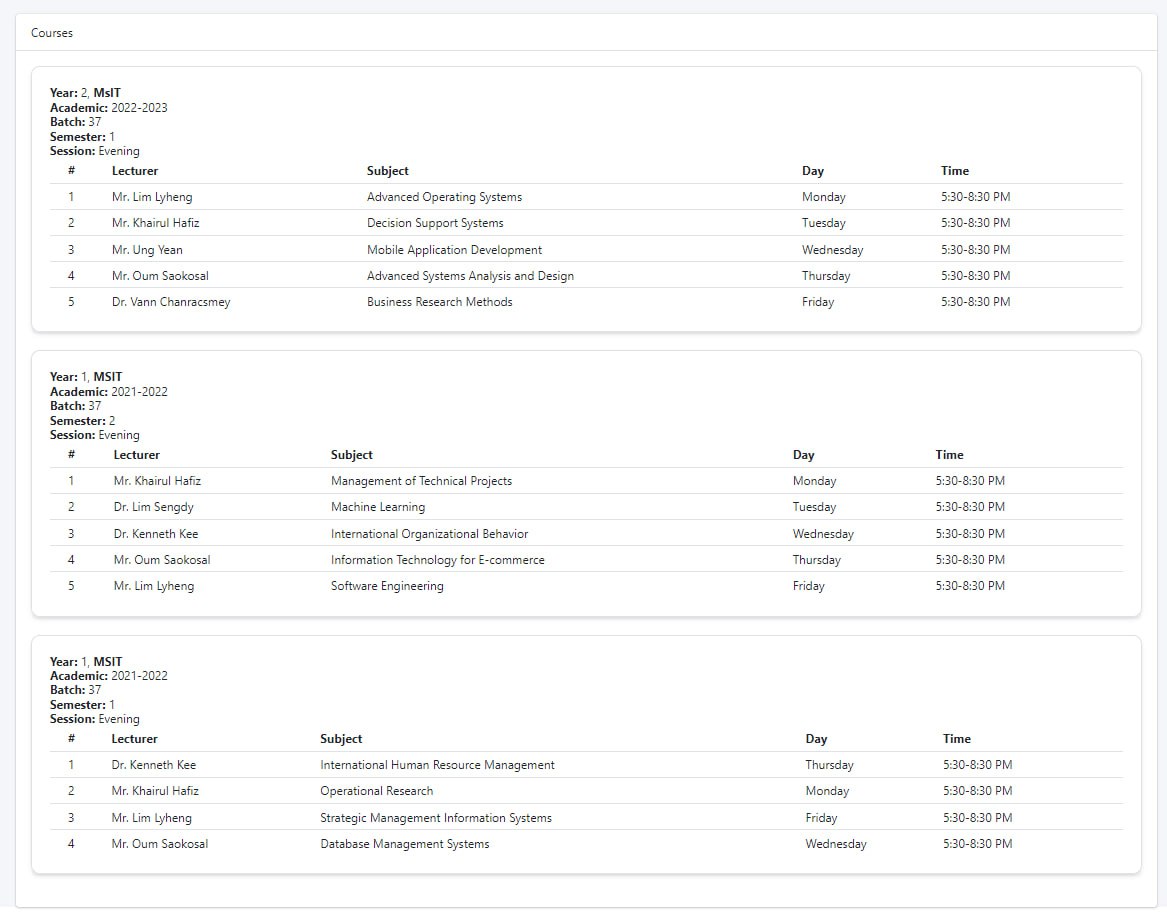 Courses
Year: 2, MsIT
Academic: 2022-2023
Batch: 37
Semester: 1
Session: Evening
# Lecturer Subject Day Time
1 Mr. Lim Lyheng Advanced Operating Systems Monday 5:30-8:30 PM
2 Mr. Khairul Hafiz Decision Support Systems Tuesday 5:30-8:30 PM
3 Mr. Ung Yean Mobile Application Development Wednesday 5:30-8:30 PM
4 Mr. Oum Saokosal Advanced Systems Analysis and Design Thursday 5:30-8:30 PM
5 Dr. Vann Chanracsmey Business Research Methods Friday 5:30-8:30 PM
Year: 1, MSIT
Academic: 2021-2022
Batch: 37
Semester: 2
Session: Evening
# Lecturer Subject Day Time
1 Mr. Khairul Hafiz Management of Technical Projects Monday 5:30-8:30 PM
2 Dr. Lim Sengdy Machine Learning Tuesday 5:30-8:30 PM
3 Dr. Kenneth Kee International Organizational Behavior Wednesday 5:30-8:30 PM
4 Mr. Oum Saokosal Information Technology for E-commerce Thursday 5:30-8:30 PM
5 Mr. Lim Lyheng Software Engineering Friday 5:30-8:30 PM
Year: 1, MSIT
Academic: 2021-2022
Batch: 37
Semester: 1
Session: Evening
# Lecturer Subject Day Time
1 Dr. Kenneth Kee International Human Resource Management Thursday 5:30-8:30 PM
2 Mr. Khairul Hafiz Operational Research Monday 5:30-8:30 PM
3 Mr. Lim Lyheng Strategic Management Information Systems Friday 5:30-8:30 PM
4 Mr. Oum Saokosal Database Management Systems Wednesday 5:30-8:30 PM